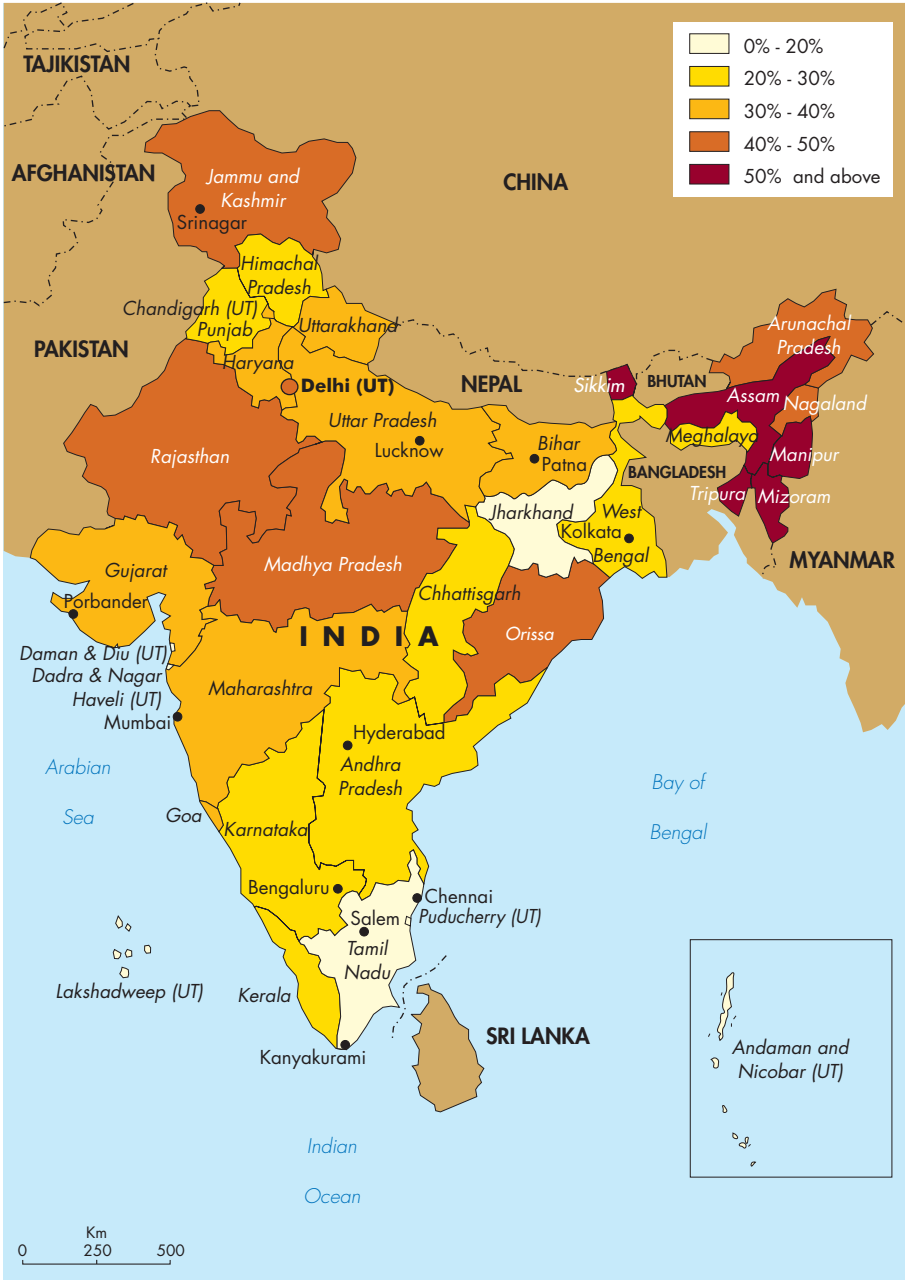 0% - 20%
20% - 30%
30% - 40%
40% - 50%
50% and above
TAJIKISTAN
AFGHANISTAN
CHINA
Jammu and
Kashmir
Srinagar
Himachal
Pradesh
Chandigarh (UT)
Punjab
Uttarakhand
PAKISTAN
Haryana
Delhi (UT)
NEPAL
Sikkim
BHUTAN
Arunachal
Pradesh
Assam
Nagaland
Uttar Pradesh
Lucknow
Rajasthan
Bihar
Patna
Meghalaya
Manipur
BANGLADESH
Tripura
Mizoram
Jharkhand
West
Bengal
Kolkata
MYANMAR
Gujarat
Madhya Pradesh
Porbander
Chhattisgarh
INDIA
Orissa
Daman & Diu (UT)
Dadra & Nagar
Haveli (UT)
Maharashtra
Mumbai
Hyderabad
Andhra
Pradesh
Arabian
Sea
Bay of
Bengal
Goa
Karnataka
Bengaluru
Chennai
Puducherry (UT)
Salem
Tamil
Nadu
Lakshadweep (UT)
Kerala
SRI LANKA
Kanyakurami
Andaman and
Nicobar (UT)
Indian
Ocean
Km
0 250 500